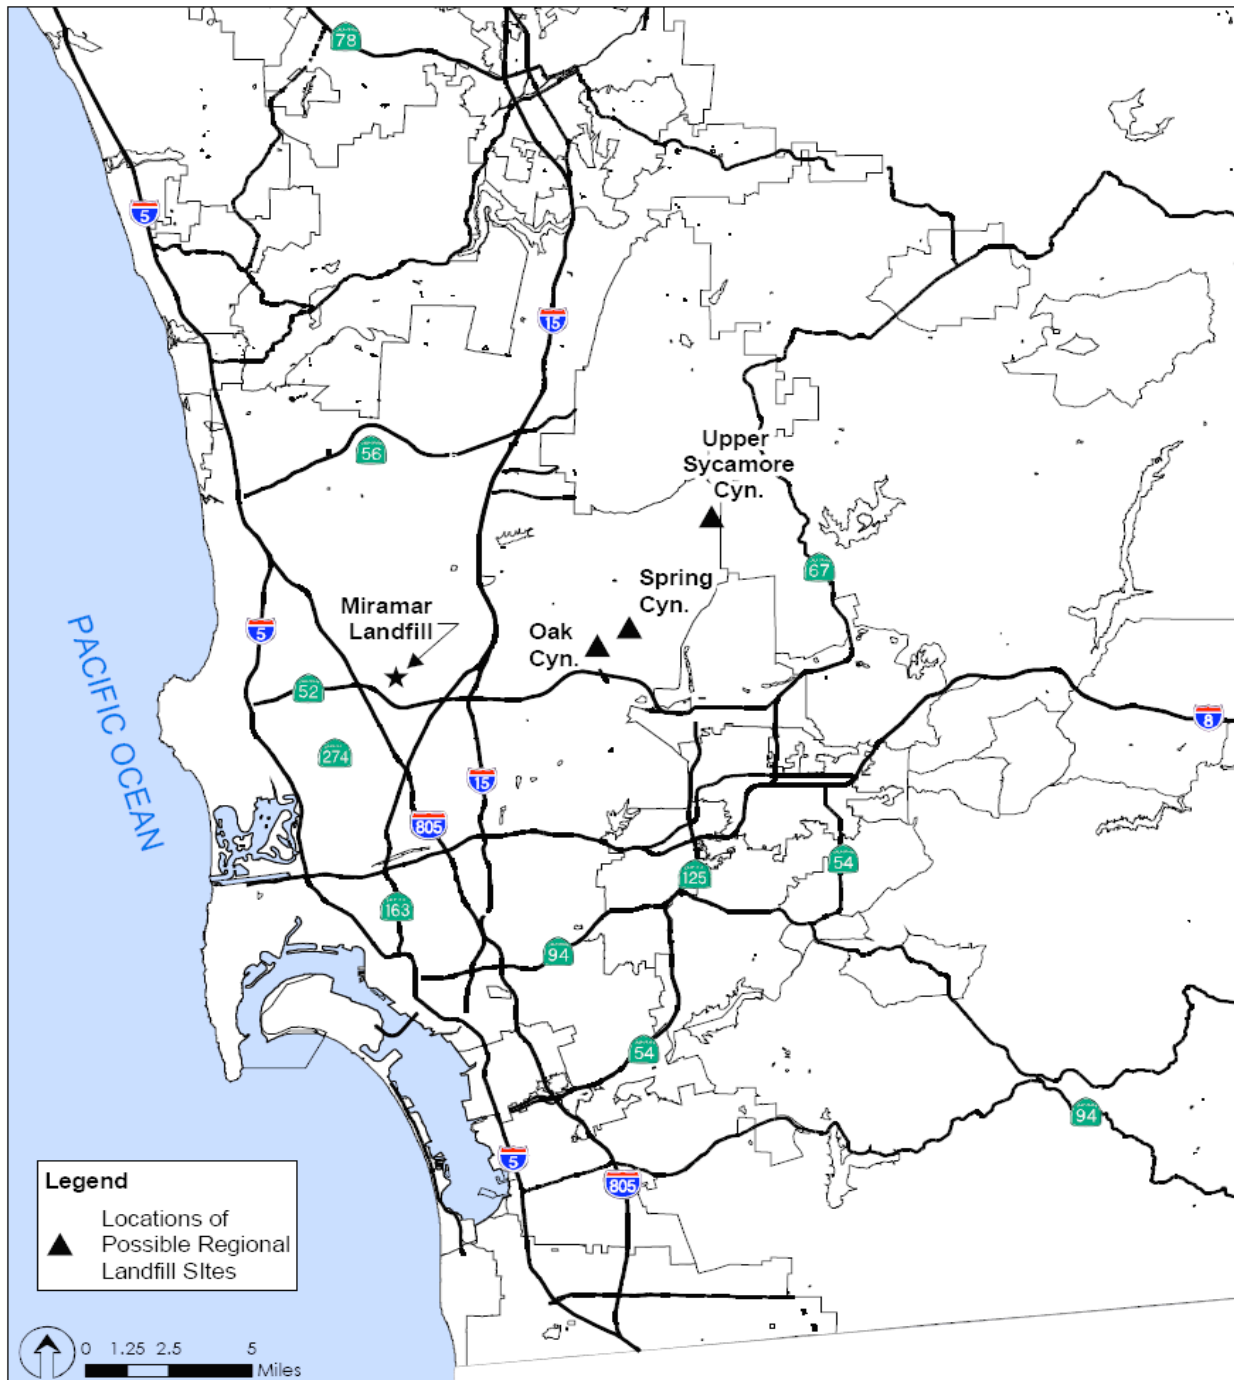 78
5
15
56
Upper
Sycamore
Cyn.
67
Spring
Cyn.
Miramar
Landfill
Oak
Cyn.
5
52
8
274
15
805
PACIFIC OCEAN
54
125
163
94
54
94
5
805
Legend
Locations of
Possible Regional
Landfill SItes
0 1.25 2.5 5
Miles